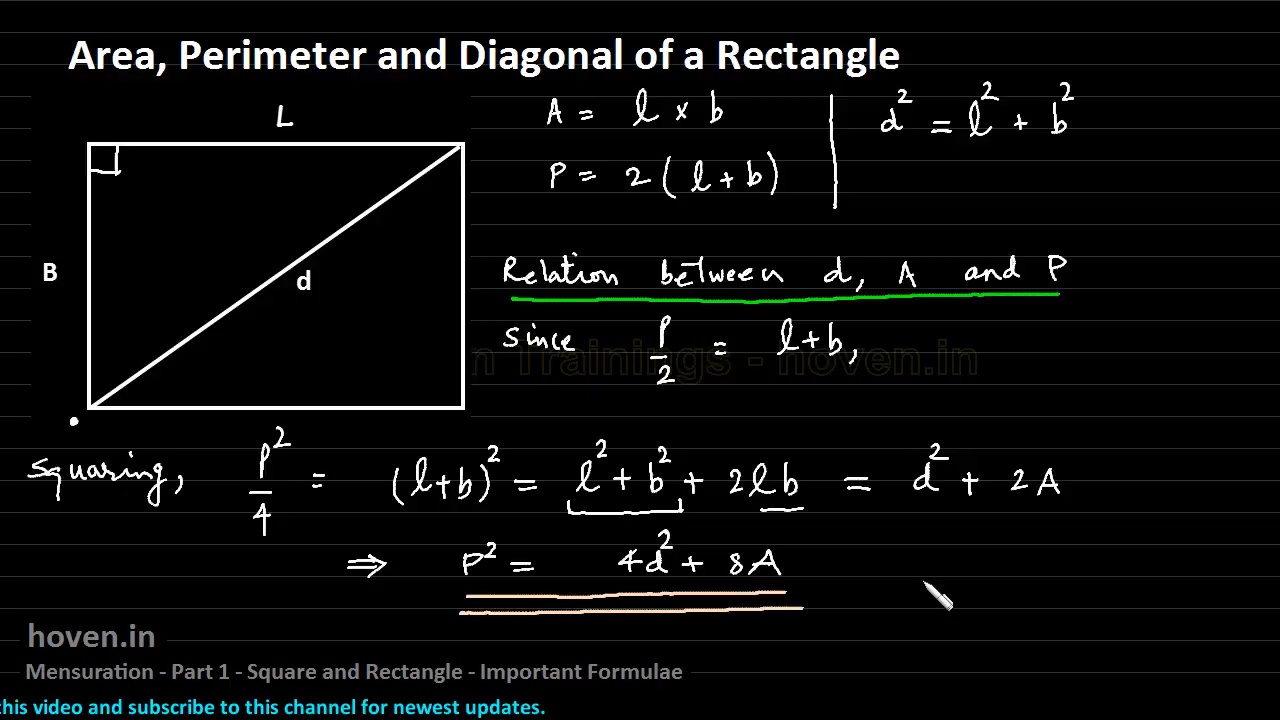 Area, Perimeter and Diagonal of a Rectangle
L
B
d
A = l × b
P = 2 (l + b)
d² = l² + b²
Relation between d, A and P
Since P/2 = l + b,
Trainings - hoven.in
Squaring, P²/4 = (l+b)² = l² + b² + 2lb = d² + 2A
⇒ P² = 4d² + 8A
hoven.in
Mensuration - Part 1 - Square and Rectangle - Important Formulae
this video and subscribe to this channel for newest updates.